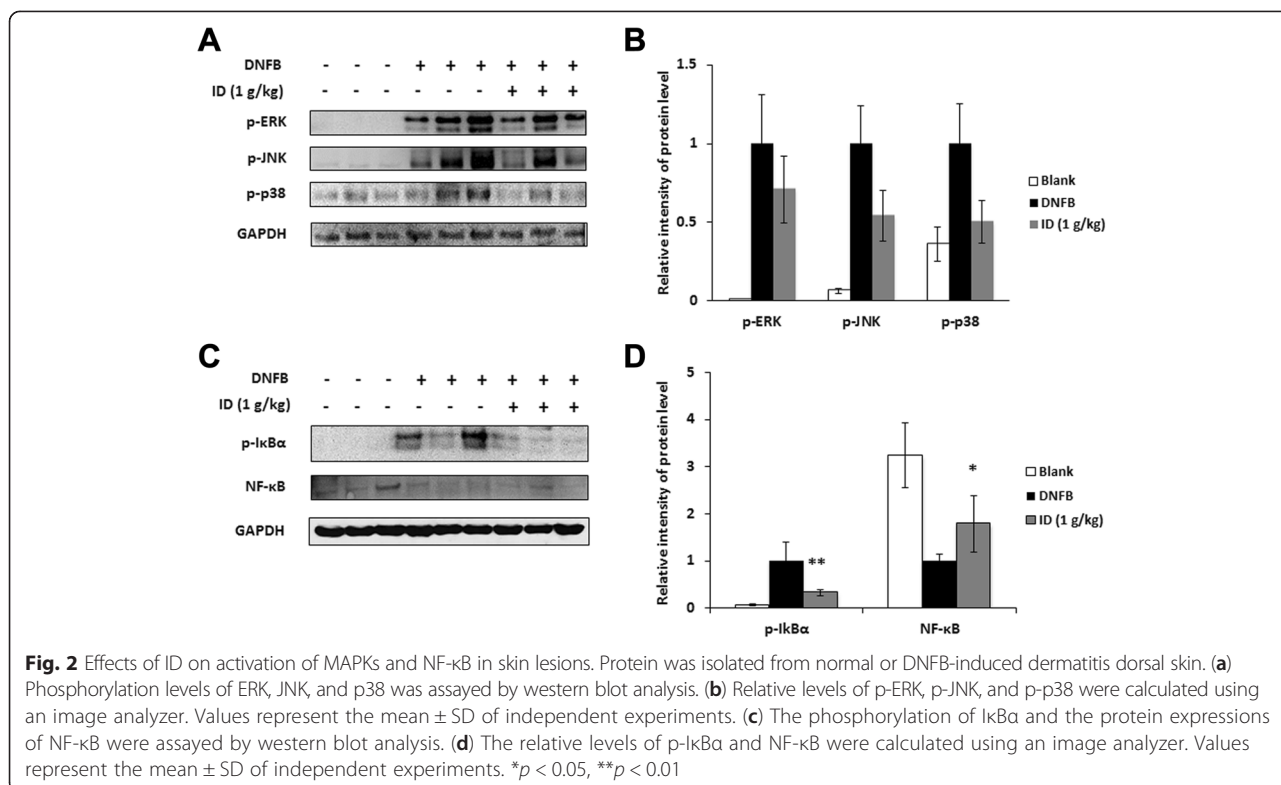 A
DNFB - - - + + + + + +
ID (1 g/kg) - - - - - - + + +
p-ERK
p-JNK
p-p38
GAPDH
B
Relative intensity of protein level
1.5
1
0.5
0
p-ERK p-JNK p-p38
Blank
DNFB
ID (1 g/kg)
C
DNFB - - - + + + + + +
ID (1 g/kg) - - - - - - + + +
p-IκBα
NF-κB
GAPDH
D
Relative intensity of protein level
5
4
3
2
1
0
**
*
p-IkBα NF-κB
Blank
DNFB
ID (1 g/kg)
Fig. 2 Effects of ID on activation of MAPKs and NF-κB in skin lesions. Protein was isolated from normal or DNFB-induced dermatitis dorsal skin. (a)
Phosphorylation levels of ERK, JNK, and p38 was assayed by western blot analysis. (b) Relative levels of p-ERK, p-JNK, and p-p38 were calculated using
an image analyzer. Values represent the mean ± SD of independent experiments. (c) The phosphorylation of IκBα and the protein expressions
of NF-κB were assayed by western blot analysis. (d) The relative levels of p-IκBα and NF-κB were calculated using an image analyzer. Values
represent the mean ± SD of independent experiments. *p < 0.05, **p < 0.01